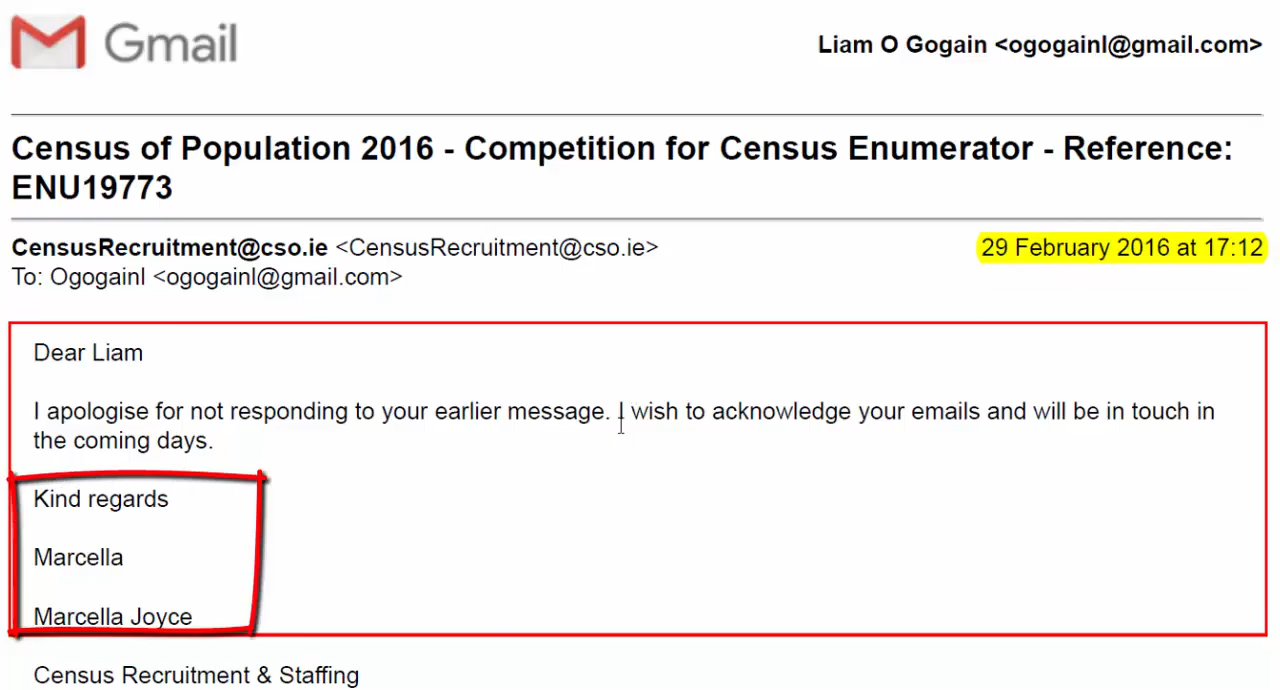 Gmail
Liam O Gogain <ogogainl@gmail.com>
Census of Population 2016 - Competition for Census Enumerator - Reference:
ENU19773
CensusRecruitment@cso.ie <CensusRecruitment@cso.ie>
29 February 2016 at 17:12
To: Ogogainl <ogogainl@gmail.com>
Dear Liam
I apologise for not responding to your earlier message. I wish to acknowledge your emails and will be in touch in
the coming days.
Kind regards
Marcella
Marcella Joyce
Census Recruitment & Staffing